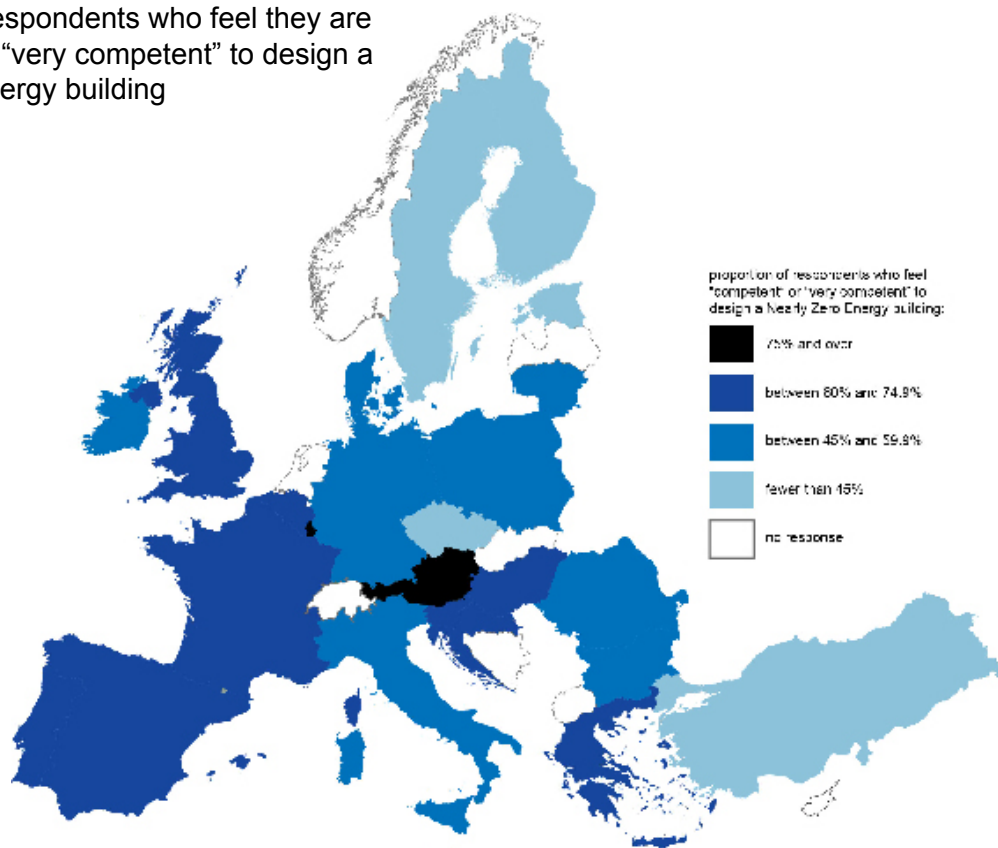 espondents who feel they are
“very competent” to design a
ergy building
proportion of respondents who feel
"competent" or "very competent" to
design a Nearly Zero Energy building:
75% and over
between 60% and 74.9%
between 45% and 59.9%
fewer than 45%
no response